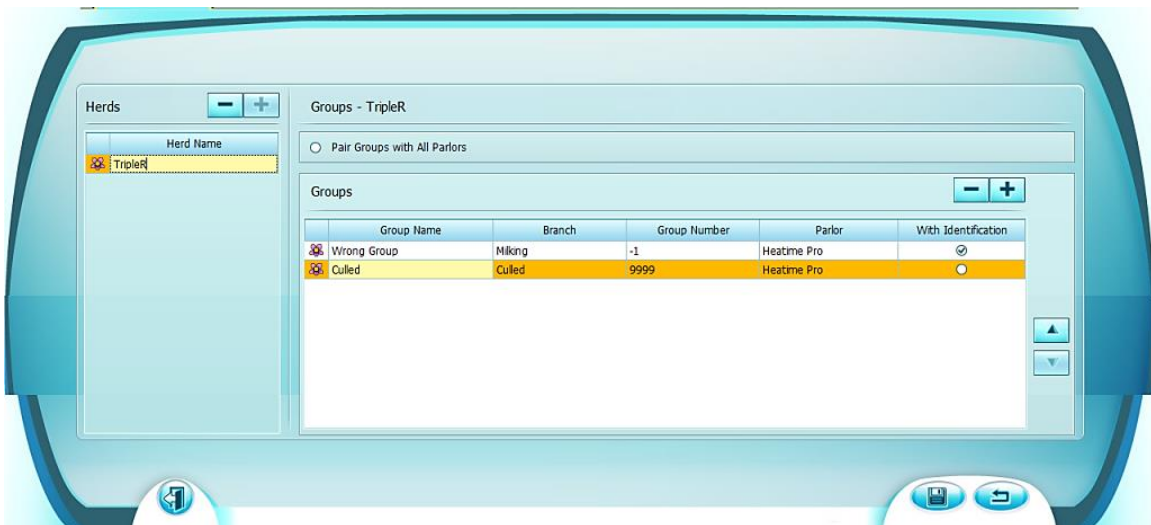 Herds
Groups - TripleR
Herd Name
TripleR
Pair Groups with All Parlors
Groups
Group Name Branch Group Number Parlor With Identification
Wrong Group Milking -1 Heatime Pro
Culled Culled 9999 Heatime Pro